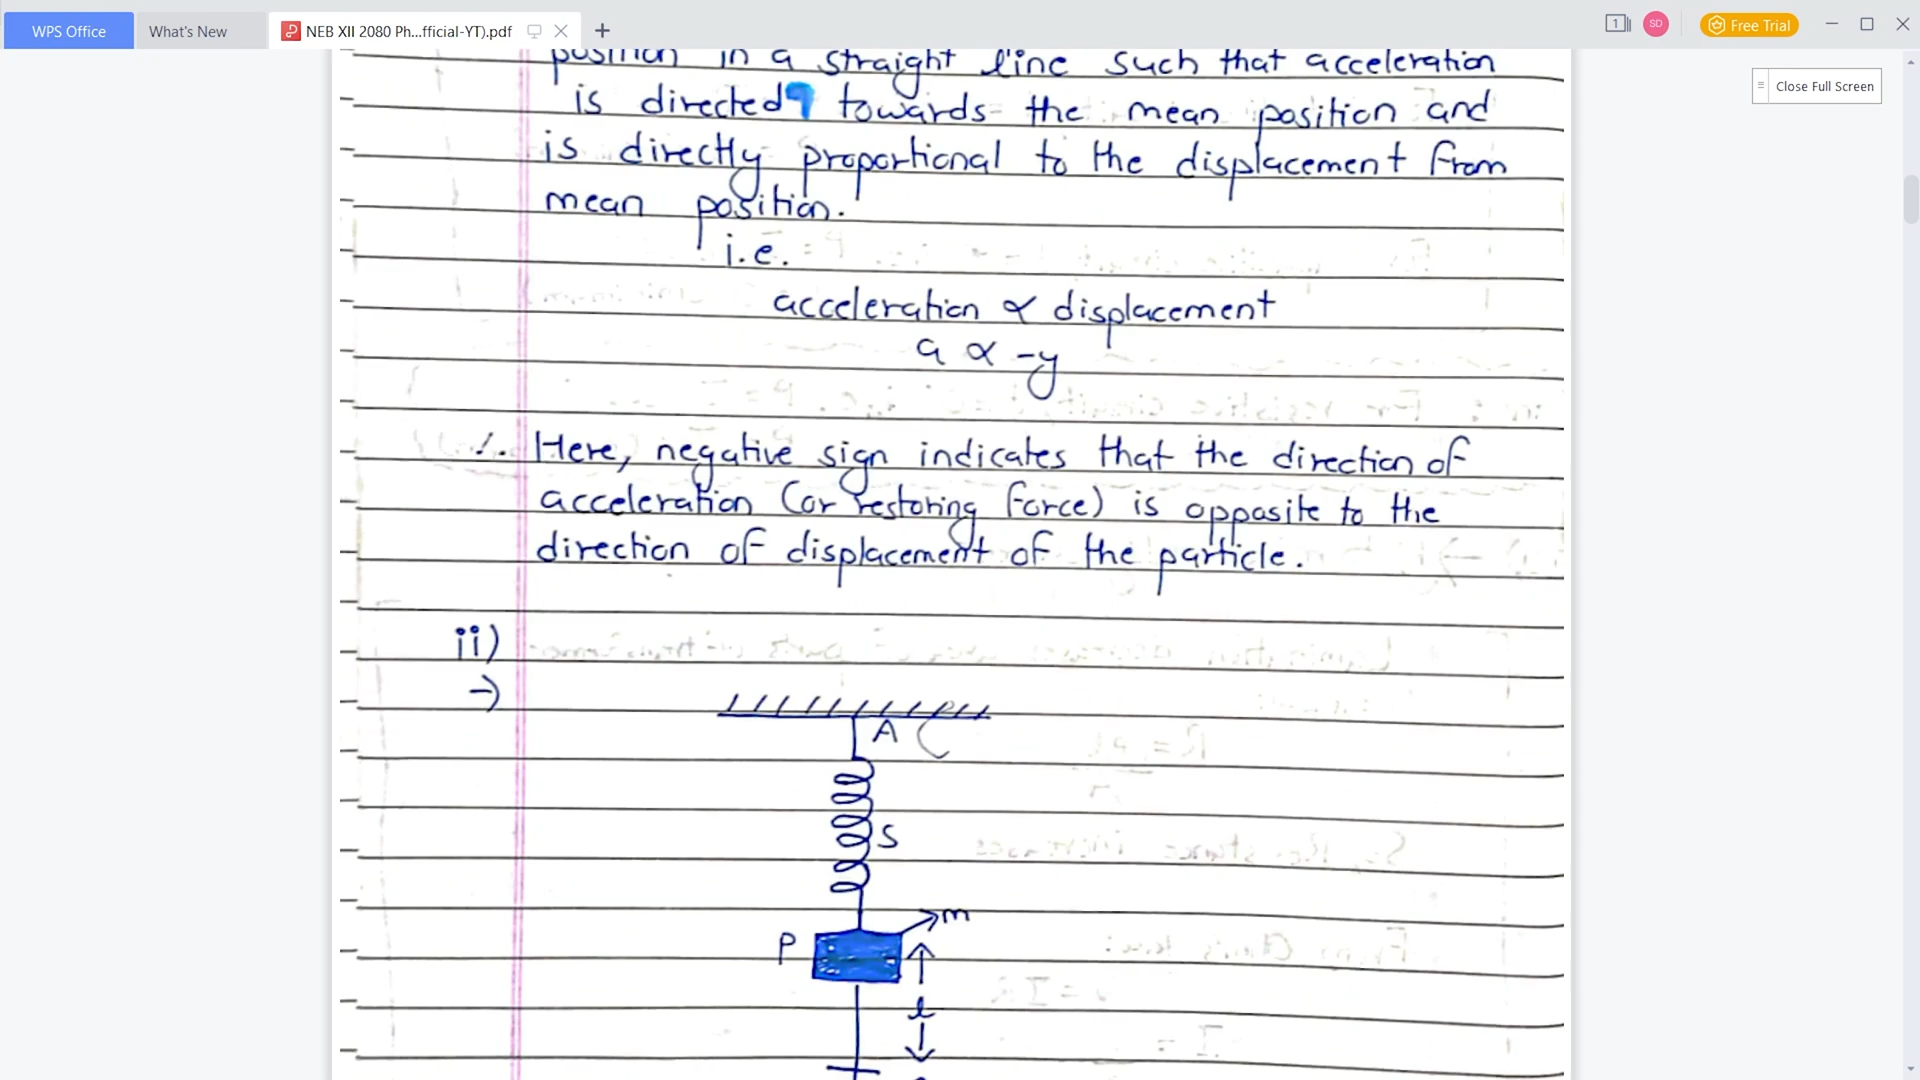 WPS Office
What's New
NEB XII 2080 Ph...fficial-YT).pdf
1
SD
Free Trial
Close Full Screen
position in a straight line such that acceleration
is directed towards the mean position and
is directly proportional to the displacement from
mean position.
i.e.
acceleration ∝ displacement
a ∝ -y
Here, negative sign indicates that the direction of
acceleration (or restoring force) is opposite to the
direction of displacement of the particle.
ii)
→
A
S
m
P
l